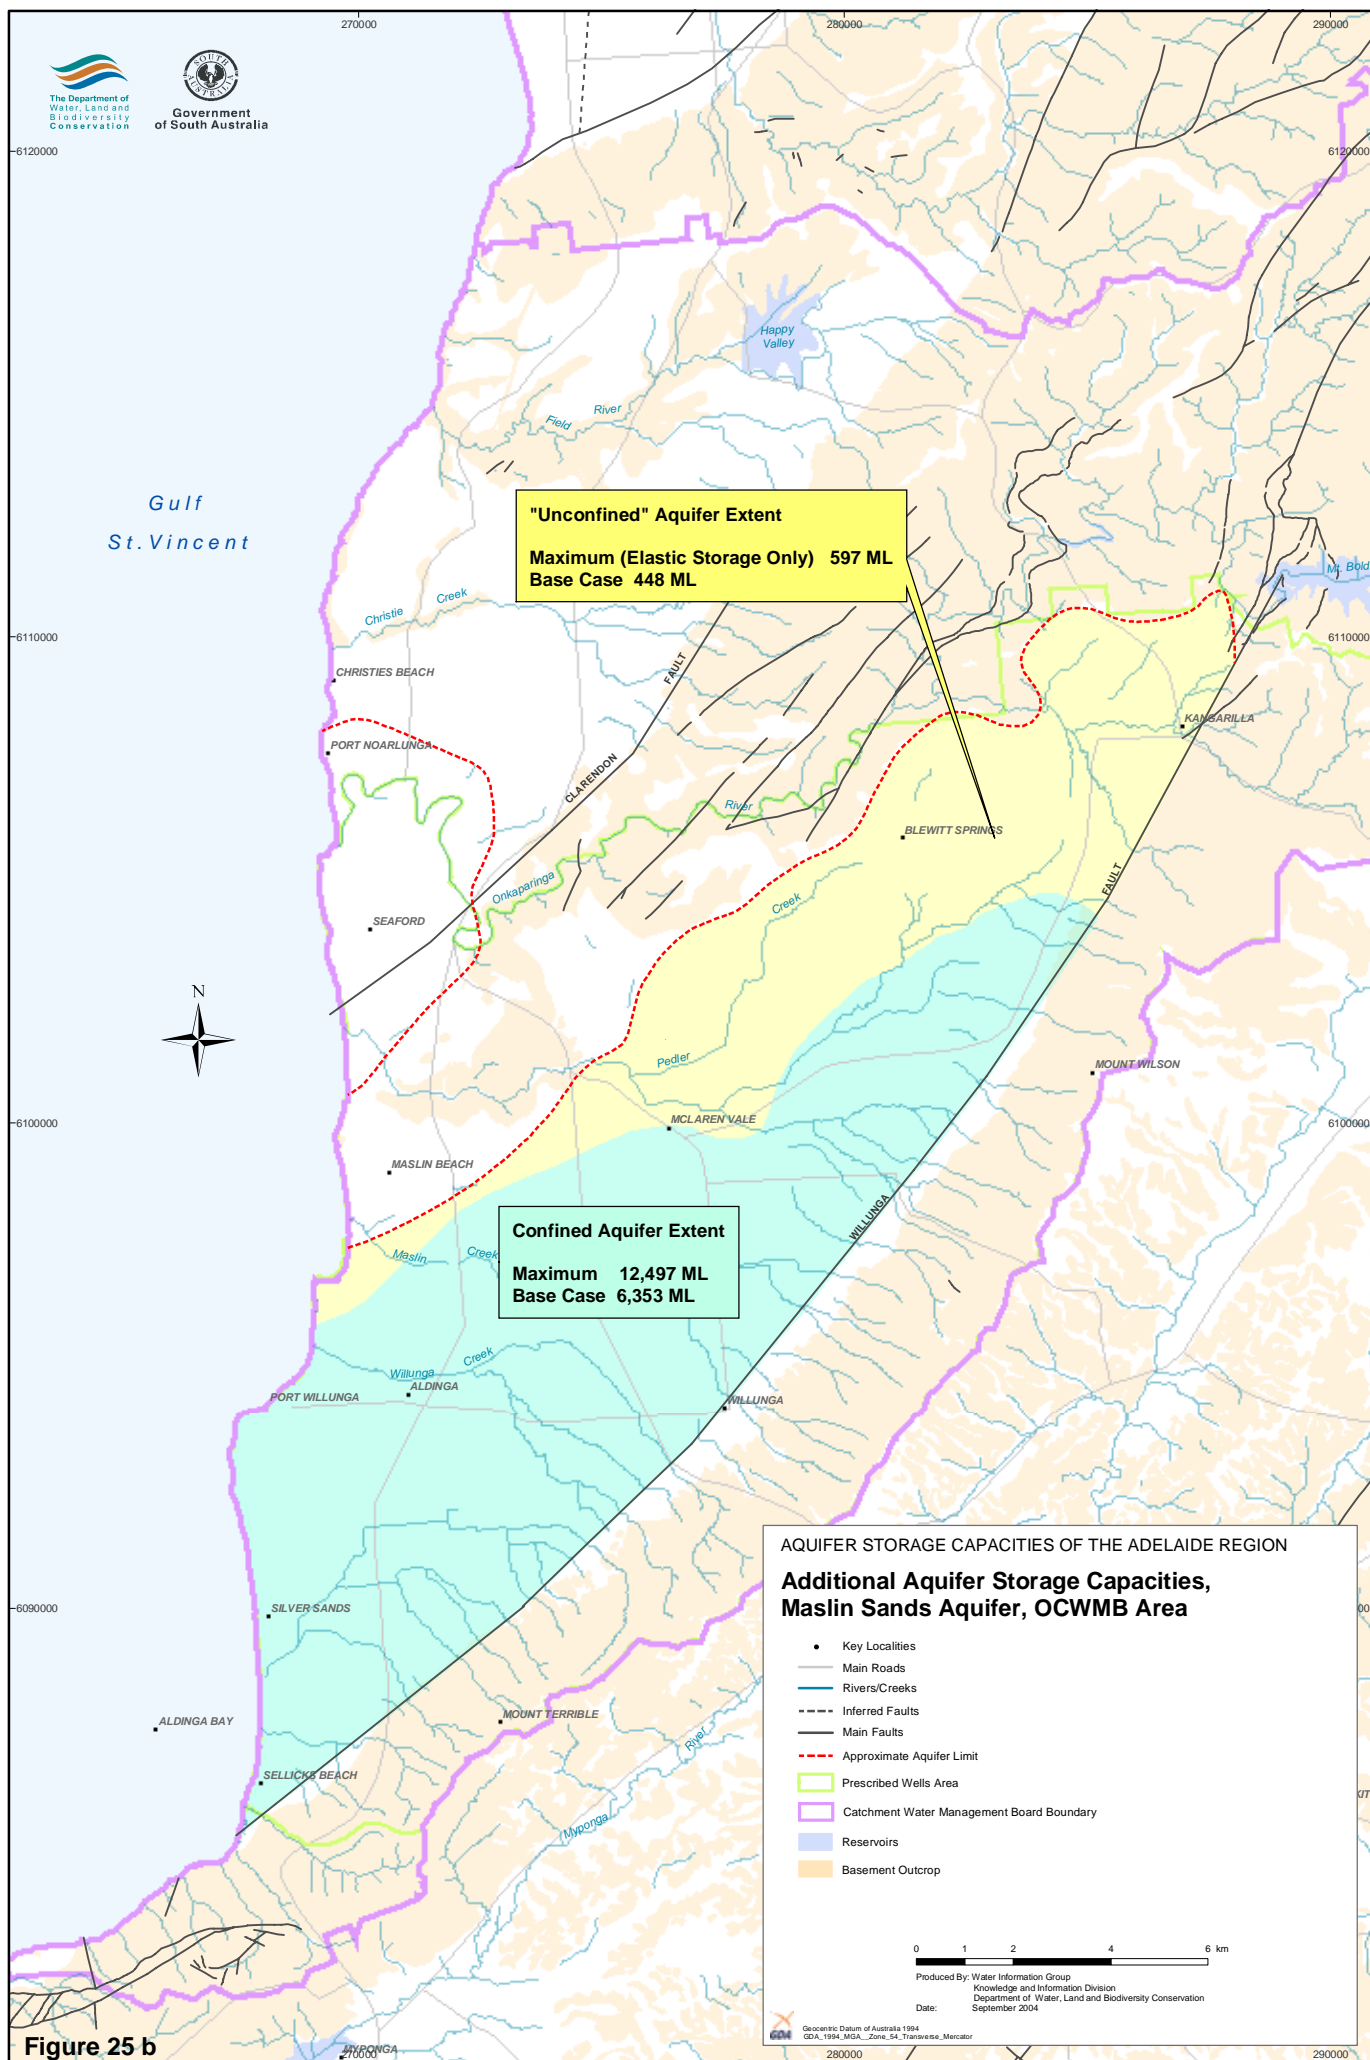 270000
280000
290000
The Department of
Water, Land and
Biodiversity
Conservation
SOUTH
AUSTRALIA
Government
of South Australia
6120000
6120000
Happy
Valley
River
Field
Gulf
St.Vincent
"Unconfined" Aquifer Extent
Maximum (Elastic Storage Only) 597 ML
Base Case 448 ML
Mt. Bold
Christie
Creek
6110000
6110000
FAULT
CHRISTIES BEACH
KANGARILLA
PORT NOARLUNGA
CLARENDON
River
BLEWITT SPRINGS
Onkaparinga
Creek
FAULT
SEAFORD
N
Pedler
MOUNT WILSON
6100000
MCLAREN VALE
6100000
MASLIN BEACH
WILLUNGA
Confined Aquifer Extent
Maximum 12,497 ML
Base Case 6,353 ML
Maslin
Creek
Creek
Willunga
ALDINGA
PORT WILLUNGA
WILLUNGA
AQUIFER STORAGE CAPACITIES OF THE ADELAIDE REGION
Additional Aquifer Storage Capacities,
Maslin Sands Aquifer, OCWMB Area
6090000
00
SILVER SANDS
Key Localities
Main Roads
Rivers/Creeks
Inferred Faults
Main Faults
Approximate Aquifer Limit
Prescribed Wells Area
Catchment Water Management Board Boundary
Reservoirs
Basement Outcrop
ALDINGA BAY
MOUNT TERRIBLE
River
SELLICKS BEACH
KIT
Myponga
0 1 2 4 6 km
Produced By: Water Information Group
Knowledge and Information Division
Department of Water, Land and Biodiversity Conservation
Date: September 2004
GDA
Geocentric Datum of Australia 1994
GDA_1994_MGA__Zone_54_Transverse_Mercator
Figure 25 b
MYPONGA
270000
280000
290000